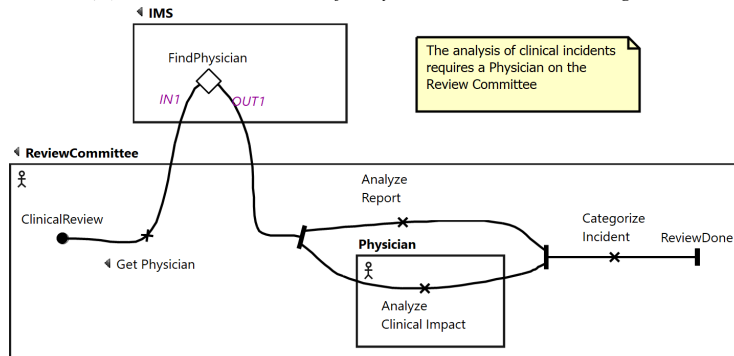 IMS
FindPhysician
IN1
OUT1
The analysis of clinical incidents
requires a Physician on the
Review Committee
ReviewCommittee
Analyze
Report
ClinicalReview
Categorize
Incident
ReviewDone
Physician
Get Physician
Analyze
Clinical Impact